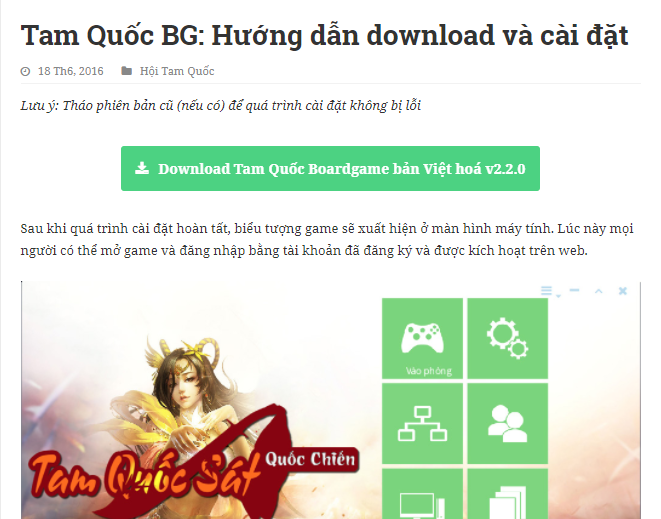 Tam Quốc BG: Hướng dẫn download và cài đặt
18 Th6, 2016 Hội Tam Quốc
Lưu ý: Tháo phiên bản cũ (nếu có) để quá trình cài đặt không bị lỗi
Download Tam Quốc Boardgame bản Việt hoá v2.2.0
Sau khi quá trình cài đặt hoàn tất, biểu tượng game sẽ xuất hiện ở màn hình máy tính. Lúc này mọi
người có thể mở game và đăng nhập bằng tài khoản đã đăng ký và được kích hoạt trên web.
Vào phòng
Tam Quốc Sát
Quốc Chiến